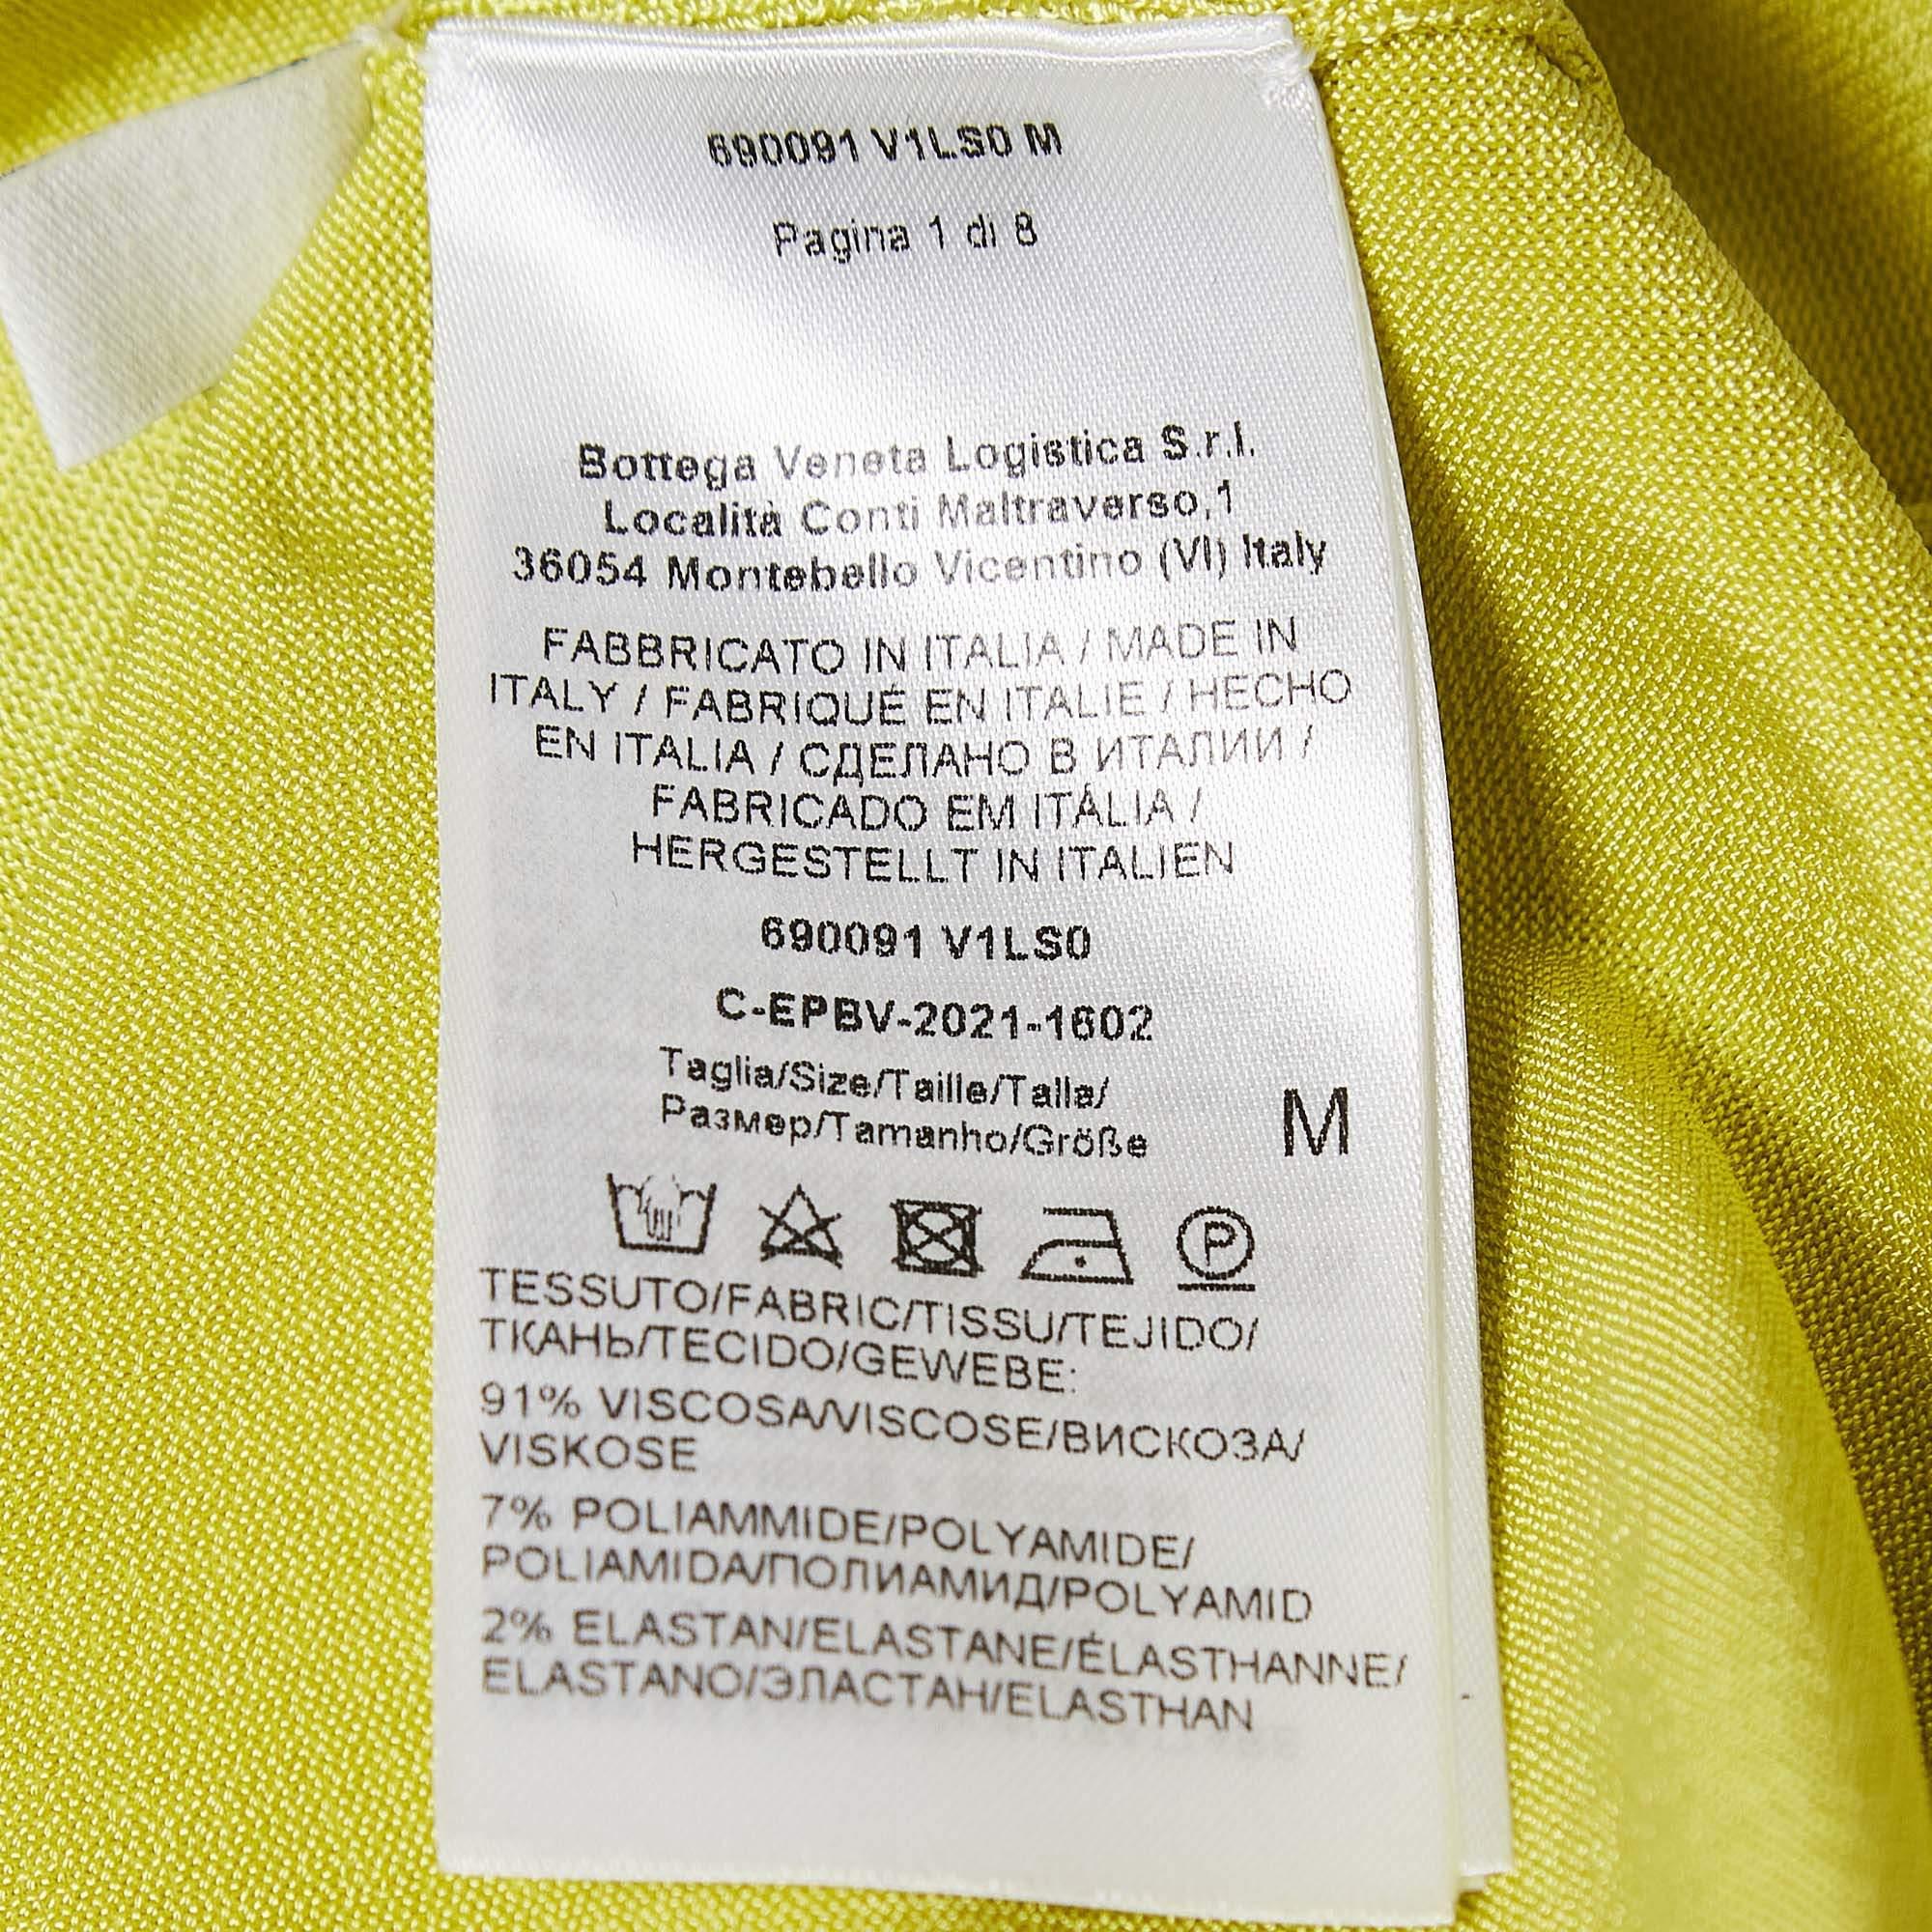 690091 V1LS0 M
Pagina 1 di 8
Bottega Veneta Logistica S.r.l.
Località Conti Maltraverso,1
36054 Montebello Vicentino (VI) Italy
FABBRICATO IN ITALIA / MADE IN
ITALY / FABRIQUÉ EN ITALIE / HECHO
EN ITALIA / СДЕЛАНО В ИТАЛИИ /
FABRICADO EM ITÁLIA /
HERGESTELLT IN ITALIEN
690091 V1LS0
C-EPBV-2021-1602
Taglia/Size/Taille/Talla/
Размер/Tamanho/Größe M
P
TESSUTO/FABRIC/TISSU/TEJIDO/
ТКАНЬ/TECIDO/GEWEBE:
91% VISCOSA/VISCOSE/ВИСКОЗА/
VISKOSE
7% POLIAMMIDE/POLYAMIDE/
POLIAMIDA/ПОЛИАМИД/POLYAMID
2% ELASTAN/ELASTANE/ÉLASTHANNE/
ELASTANO/ЭЛАСТАН/ELASTHAN